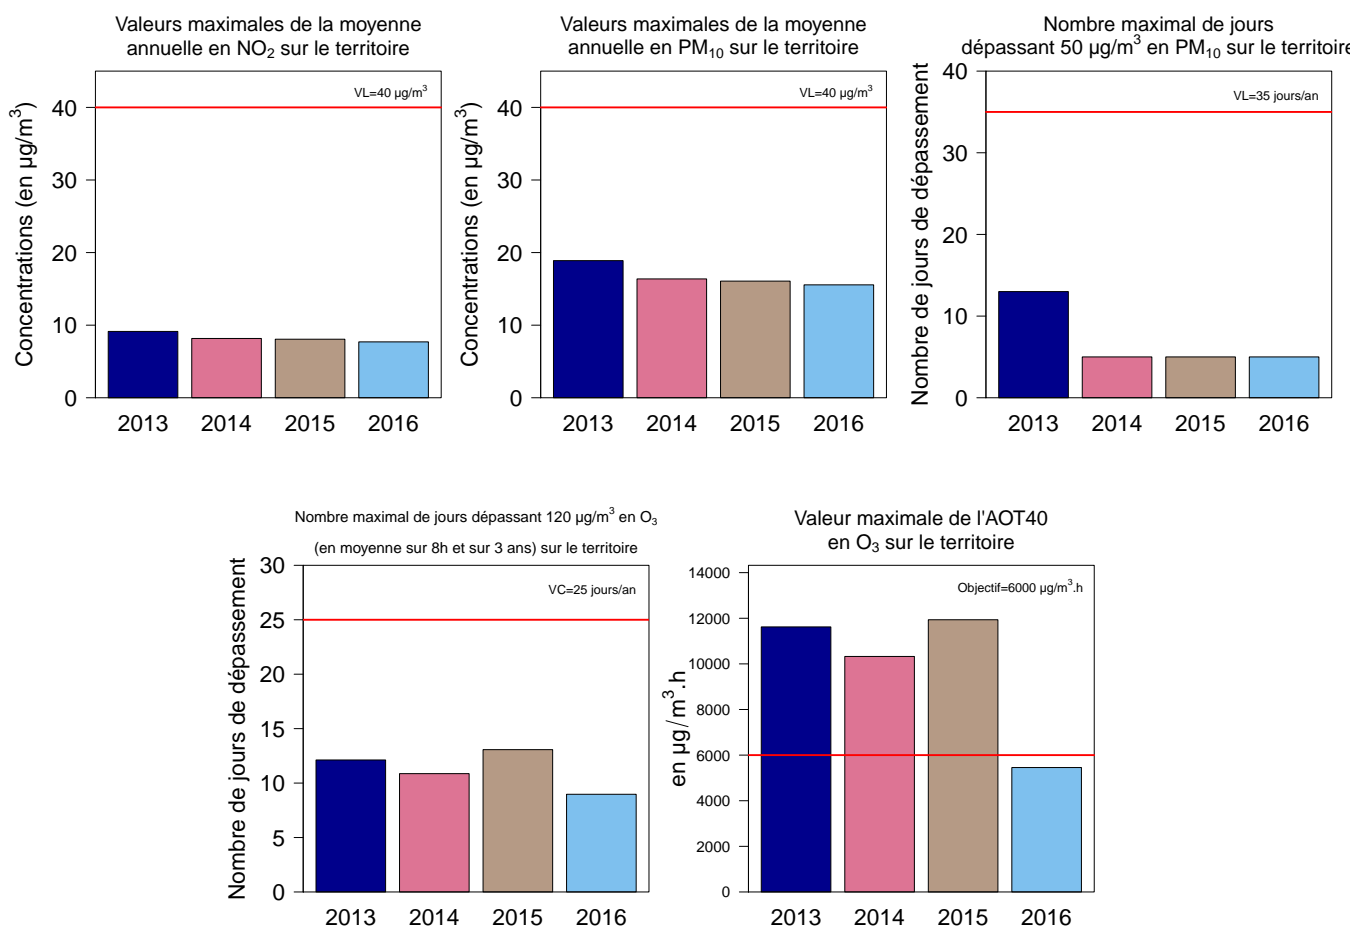 Valeurs maximales de la moyenne
annuelle en NO₂ sur le territoire
Concentrations (en µg/m³)
VL=40 µg/m³
40
30
20
10
0
2013 2014 2015 2016
Valeurs maximales de la moyenne
annuelle en PM₁₀ sur le territoire
Concentrations (en µg/m³)
VL=40 µg/m³
40
30
20
10
0
2013 2014 2015 2016
Nombre maximal de jours
dépassant 50 µg/m³ en PM₁₀ sur le territoire
Nombre de jours de dépassement
VL=35 jours/an
40
30
20
10
0
2013 2014 2015 2016
Nombre maximal de jours dépassant 120 µg/m³ en O₃
(en moyenne sur 8h et sur 3 ans) sur le territoire
Nombre de jours de dépassement
VC=25 jours/an
30
25
20
15
10
5
0
2013 2014 2015 2016
Valeur maximale de l'AOT40
en O₃ sur le territoire
en µg/m³.h
Objectif=6000 µg/m³.h
14000
12000
10000
8000
6000
4000
2000
0
2013 2014 2015 2016